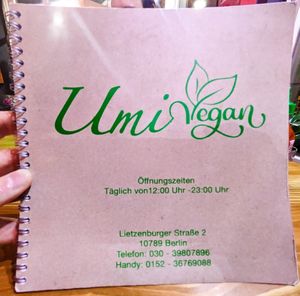 Umi Vegan
Öffnungszeiten
Täglich von12:00 Uhr -23:00 Uhr
Lietzenburger Straße 2
10789 Berlin
Telefon: 030 - 39807896
Handy: 0152 - 36769088